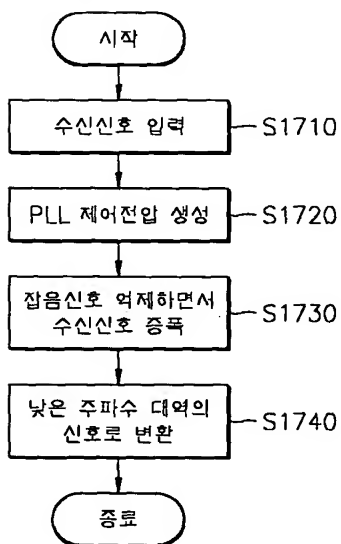 시작
수신신호 입력
S1710
PLL 제어전압 생성
S1720
잡음신호 억제하면서
수신신호 증폭
S1730
낮은 주파수 대역의
신호로 변환
S1740
종료